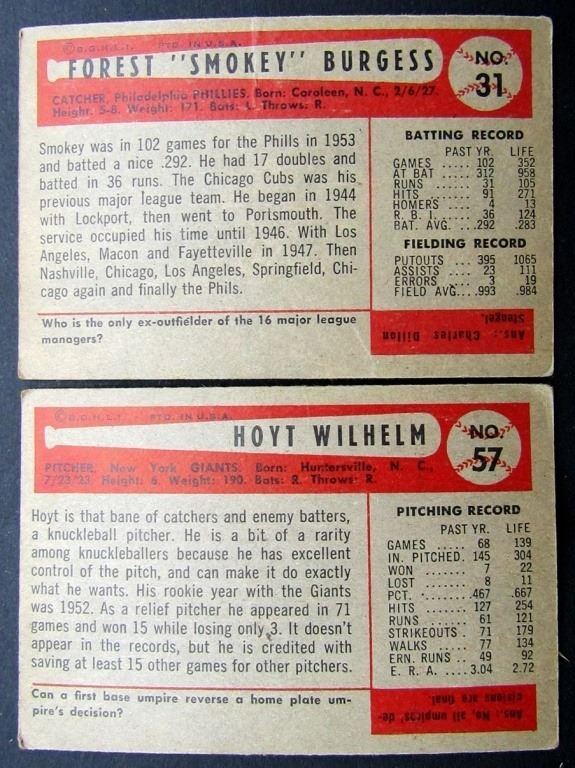 © B.G.H.L.I. PTD. IN U.S.A.
FOREST "SMOKEY" BURGESS
NO. 31
CATCHER, Philadelphia PHILLIES. Born: Caroleen, N. C., 2/6/27.
Height: 5-8. Weight: 171. Bats: L. Throws: R.
Smokey was in 102 games for the Phills in 1953
and batted a nice .292. He had 17 doubles and
batted in 36 runs. The Chicago Cubs was his
previous major league team. He began in 1944
with Lockport, then went to Portsmouth. The
service occupied his time until 1946. With Los
Angeles, Macon and Fayetteville in 1947. Then
Nashville, Chicago, Los Angeles, Springfield, Chi-
cago again and finally the Phils.
BATTING RECORD
PAST YR. LIFE
GAMES .... 102 352
AT BAT ..... 312 958
RUNS ...... 31 105
HITS ....... 91 271
HOMERS ... 4 13
R. B. I. ..... 36 124
BAT. AVG. ... .292 .283
FIELDING RECORD
PUTOUTS ... 395 1065
ASSISTS .... 23 111
ERRORS .... 3 19
FIELD AVG.... .993 .984
Who is the only ex-outfielder of the 16 major league
managers?
Ans.: Charles Dillon
Stengel.
© B.G.H.L.I. PTD. IN U.S.A.
HOYT WILHELM
NO. 57
PITCHER, New York GIANTS. Born: Huntersville, N. C.,
7/23/23. Height: 6. Weight: 190. Bats: R. Throws: R.
Hoyt is that bane of catchers and enemy batters,
a knuckleball pitcher. He is a bit of a rarity
among knuckleballers because he has excellent
control of the pitch, and can make it do exactly
what he wants. His rookie year with the Giants
was 1952. As a relief pitcher he appeared in 71
games and won 15 while losing only 3. It doesn't
appear in the records, but he is credited with
saving at least 15 other games for other pitchers.
PITCHING RECORD
PAST YR. LIFE
GAMES ..... 68 139
IN. PITCHED . 145 304
WON ....... 7 22
LOST ....... 8 11
PCT. ....... .467 .667
HITS ....... 127 254
RUNS ...... 61 121
STRIKEOUTS . 71 179
WALKS ..... 77 134
ERN. RUNS .. 49 92
E. R. A. .... 3.04 2.72
Can a first base umpire reverse a home plate um-
pire's decision?
Ans.: No, all umpires' de-
cisions are final.